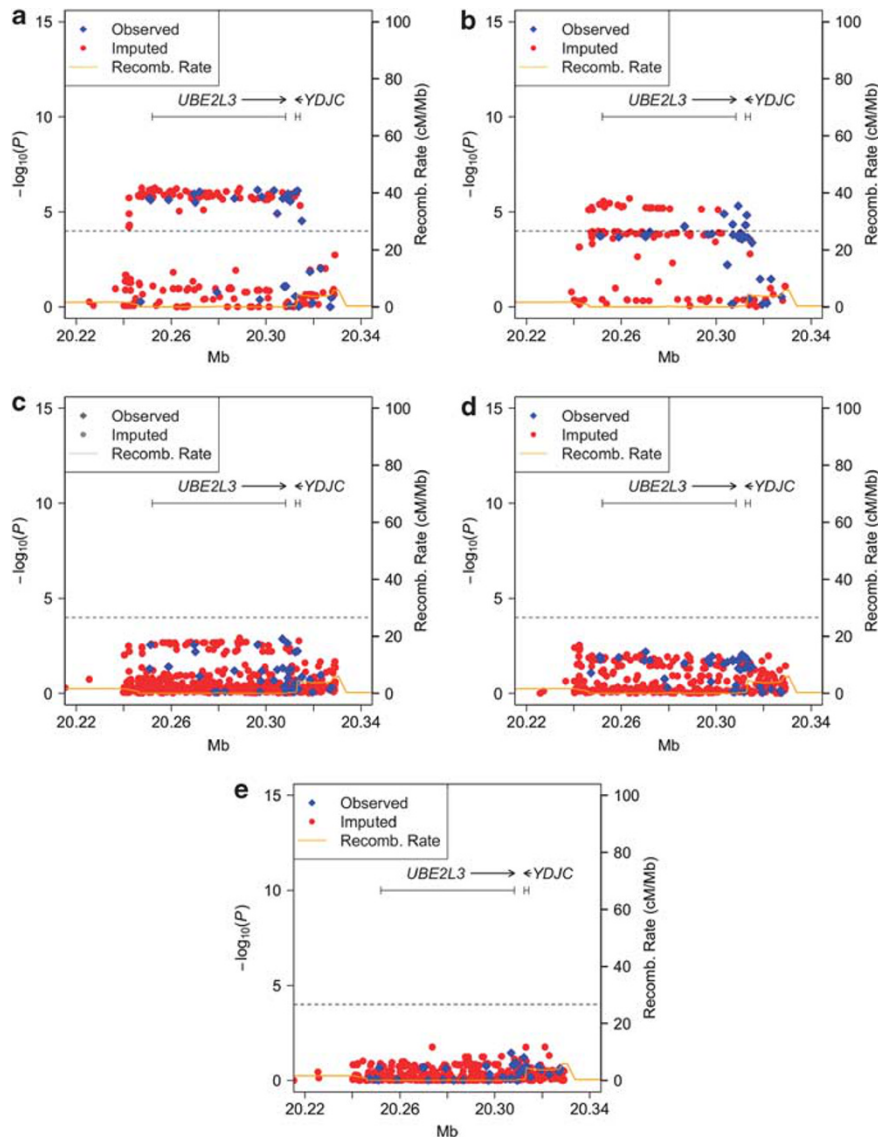 a
15
10
5
0
−log10(P)
Observed
Imputed
Recomb. Rate
UBE2L3
YDJC
100
80
60
40
20
0
Recomb. Rate (cM/Mb)
20.22 20.26 20.30 20.34
Mb
b
15
10
5
0
−log10(P)
Observed
Imputed
Recomb. Rate
UBE2L3
YDJC
100
80
60
40
20
0
Recomb. Rate (cM/Mb)
20.22 20.26 20.30 20.34
Mb
c
15
10
5
0
−log10(P)
Observed
Imputed
Recomb. Rate
UBE2L3
YDJC
100
80
60
40
20
0
Recomb. Rate (cM/Mb)
20.22 20.26 20.30 20.34
Mb
d
15
10
5
0
−log10(P)
Observed
Imputed
Recomb. Rate
UBE2L3
YDJC
100
80
60
40
20
0
Recomb. Rate (cM/Mb)
20.22 20.26 20.30 20.34
Mb
e
15
10
5
0
−log10(P)
Observed
Imputed
Recomb. Rate
UBE2L3
YDJC
100
80
60
40
20
0
Recomb. Rate (cM/Mb)
20.22 20.26 20.30 20.34
Mb